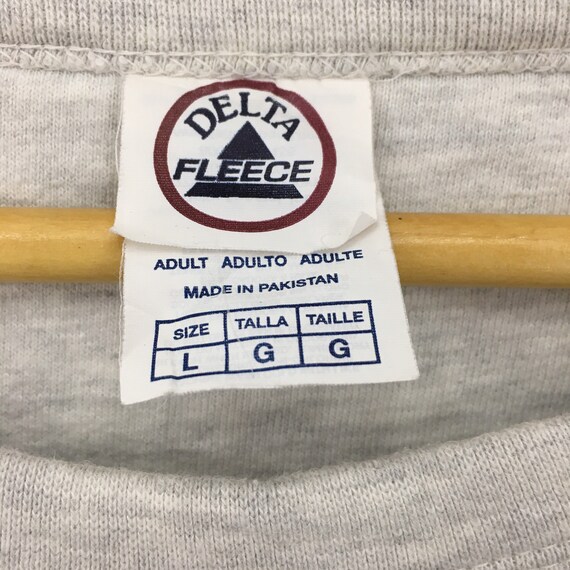 DELTA
FLEECE
ADULT ADULTO ADULTE
MADE IN PAKISTAN
SIZE TALLA TAILLE
L G G